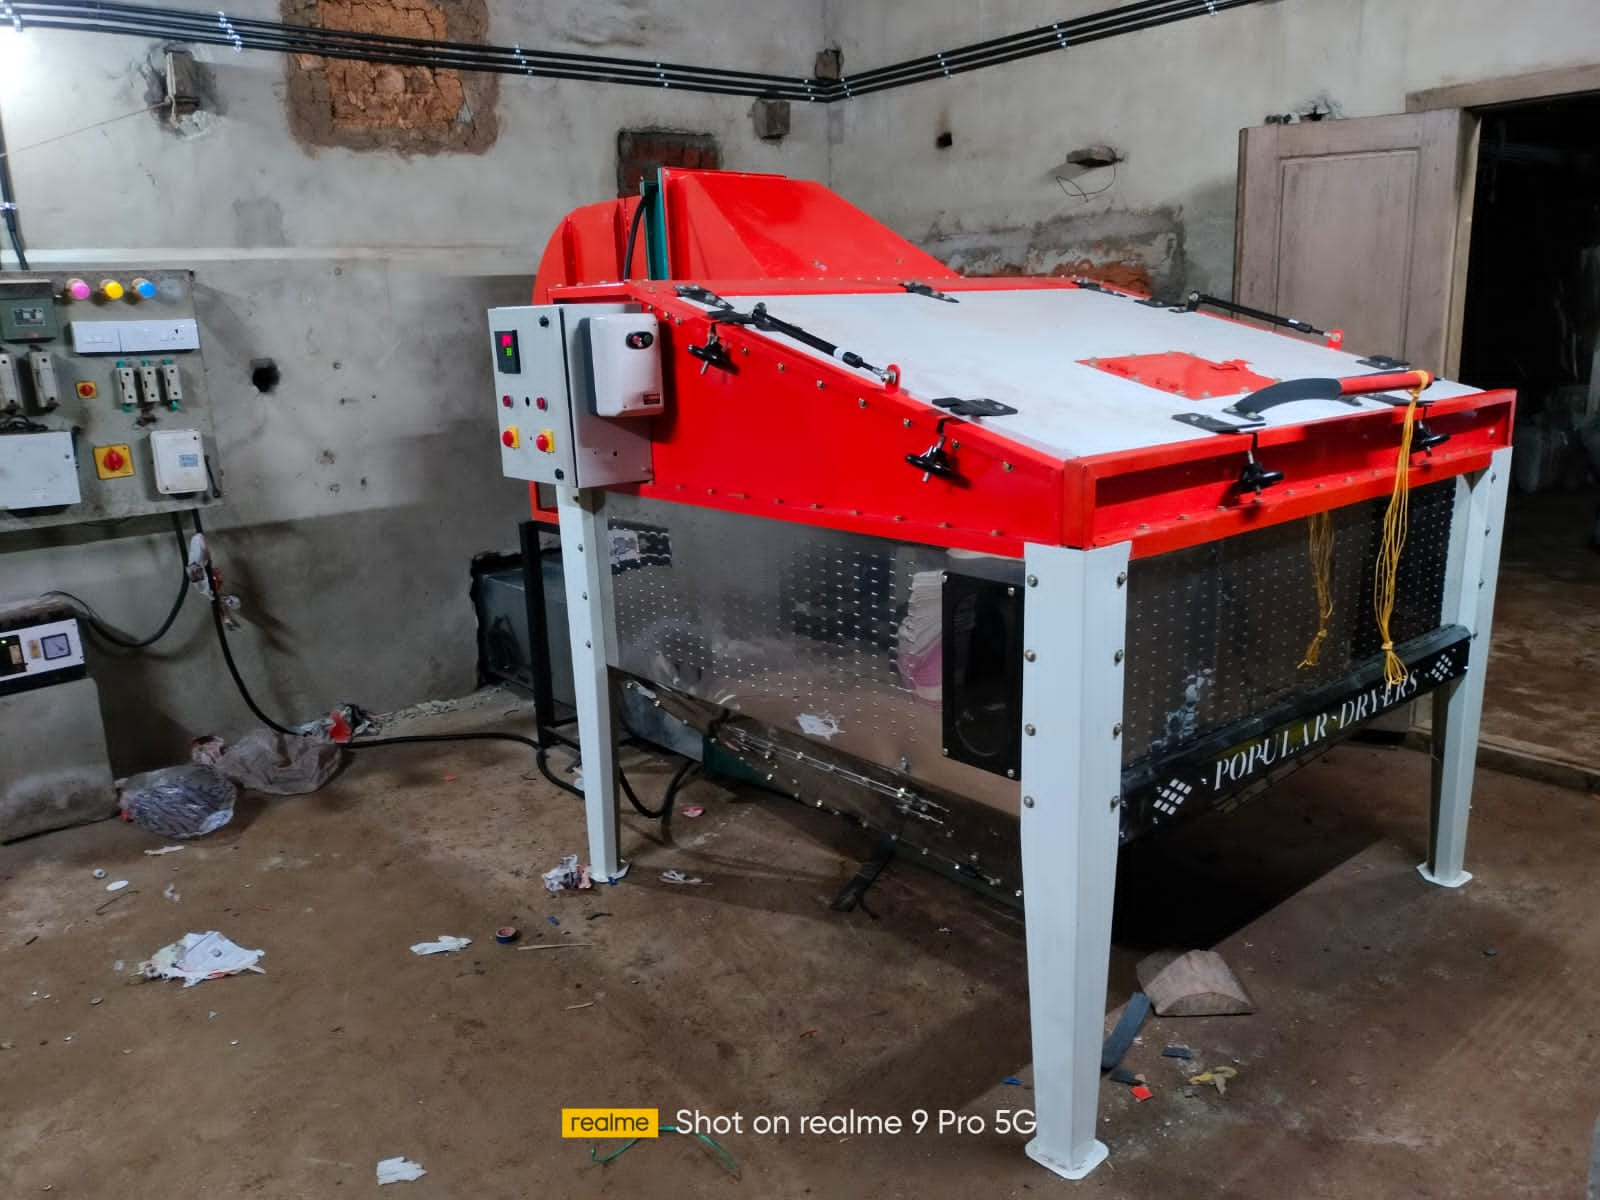 POPULAR DRYERS
realme Shot on realme 9 Pro 5G